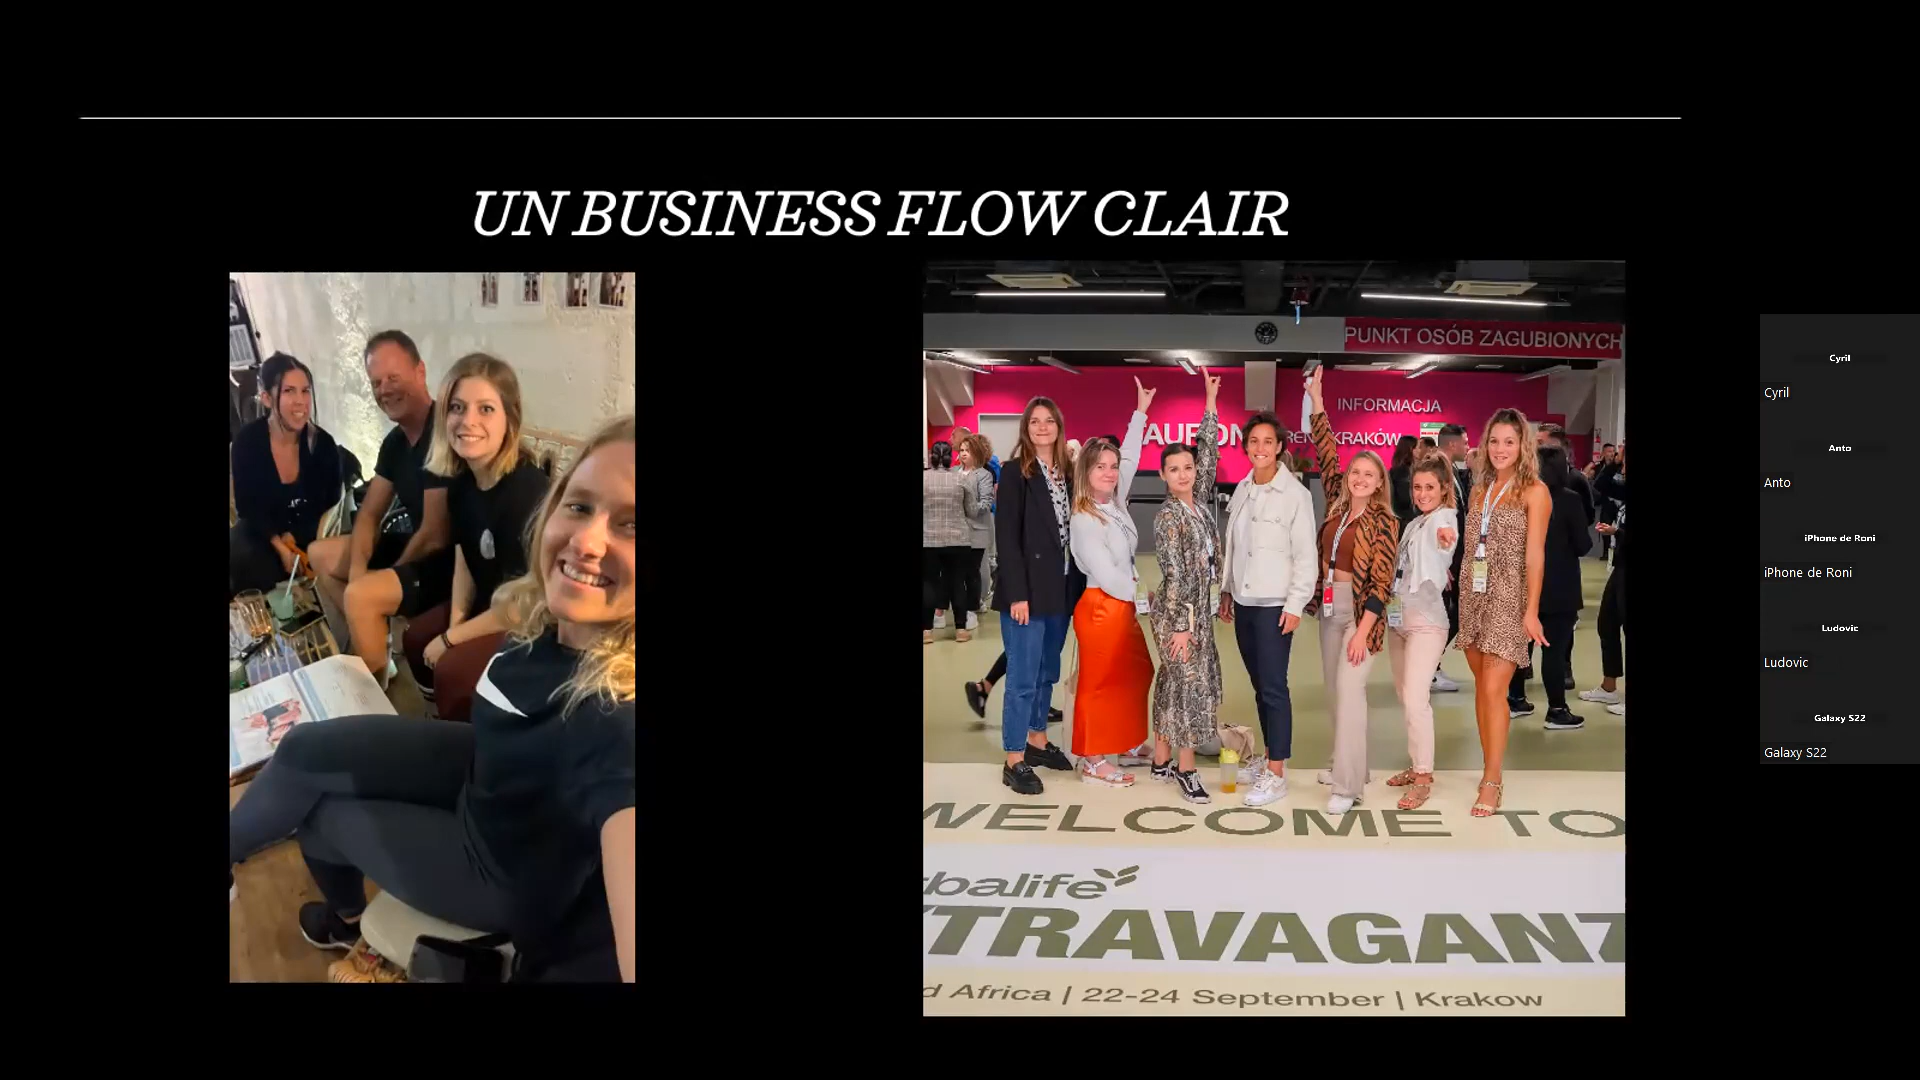 UN BUSINESS FLOW CLAIR
PUNKT OSÓB ZAGUBIONYCH
INFORMACJA
KRAKÓW
WELCOME TO
balife
TRAVAGAN
d Africa | 22-24 September | Krakow
Cyril
Cyril
Anto
Anto
iPhone de Roni
iPhone de Roni
Ludovic
Ludovic
Galaxy S22
Galaxy S22